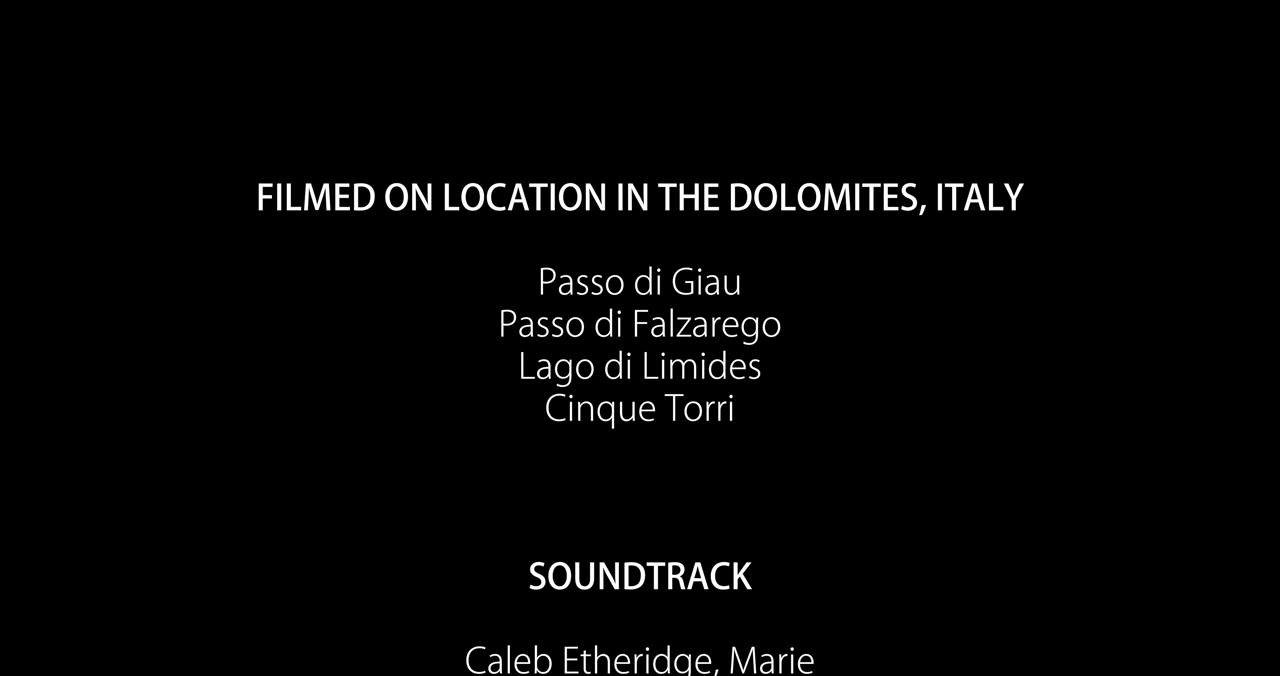 FILMED ON LOCATION IN THE DOLOMITES, ITALY
Passo di Giau
Passo di Falzarego
Lago di Limides
Cinque Torri
SOUNDTRACK
Caleb Etheridge, Marie